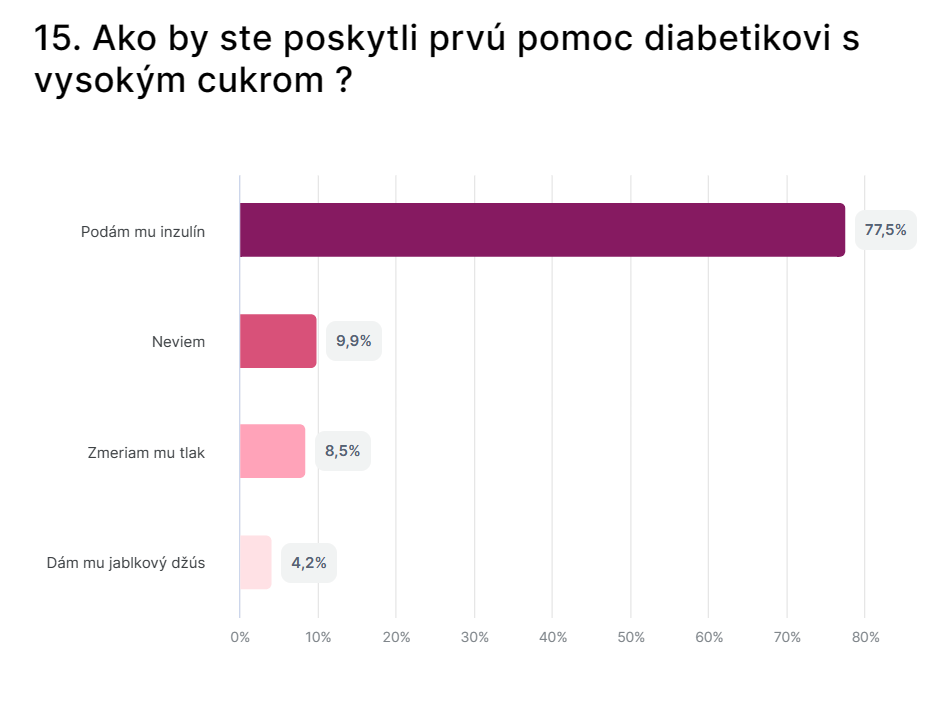 15. Ako by ste poskytli prvú pomoc diabetikovi s
vysokým cukrom ?
Podám mu inzulín
77,5%
Neviem
9,9%
Zmeriam mu tlak
8,5%
Dám mu jablkový džús
4,2%
0% 10% 20% 30% 40% 50% 60% 70% 80%